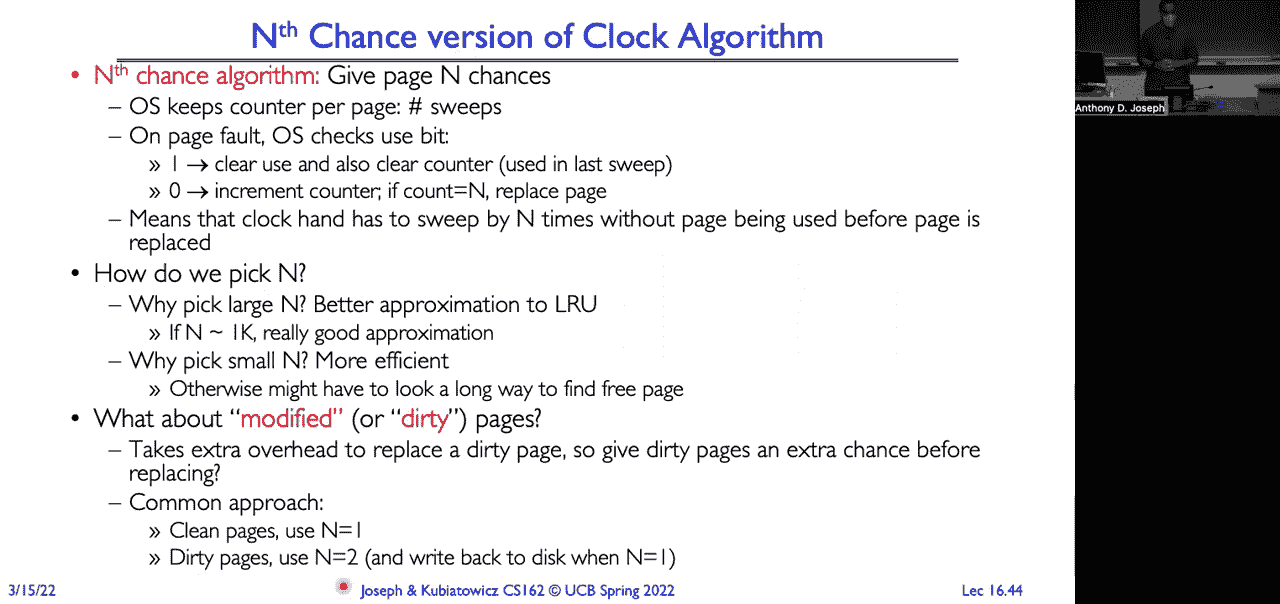 Nth Chance version of Clock Algorithm
• Nth chance algorithm: Give page N chances
– OS keeps counter per page: # sweeps
– On page fault, OS checks use bit:
» 1 → clear use and also clear counter (used in last sweep)
» 0 → increment counter; if count=N, replace page
– Means that clock hand has to sweep by N times without page being used before page is
replaced
• How do we pick N?
– Why pick large N? Better approximation to LRU
» If N ~ 1K, really good approximation
– Why pick small N? More efficient
» Otherwise might have to look a long way to find free page
• What about “modified” (or “dirty”) pages?
– Takes extra overhead to replace a dirty page, so give dirty pages an extra chance before
replacing?
– Common approach:
» Clean pages, use N=1
» Dirty pages, use N=2 (and write back to disk when N=1)
3/15/22
Joseph & Kubiatowicz CS162 © UCB Spring 2022
Lec 16.44
Anthony D. Joseph